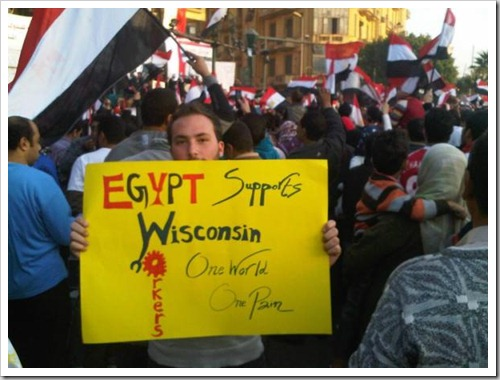 EGYPT Supports
Wisconsin
Workers
One World
One Pain